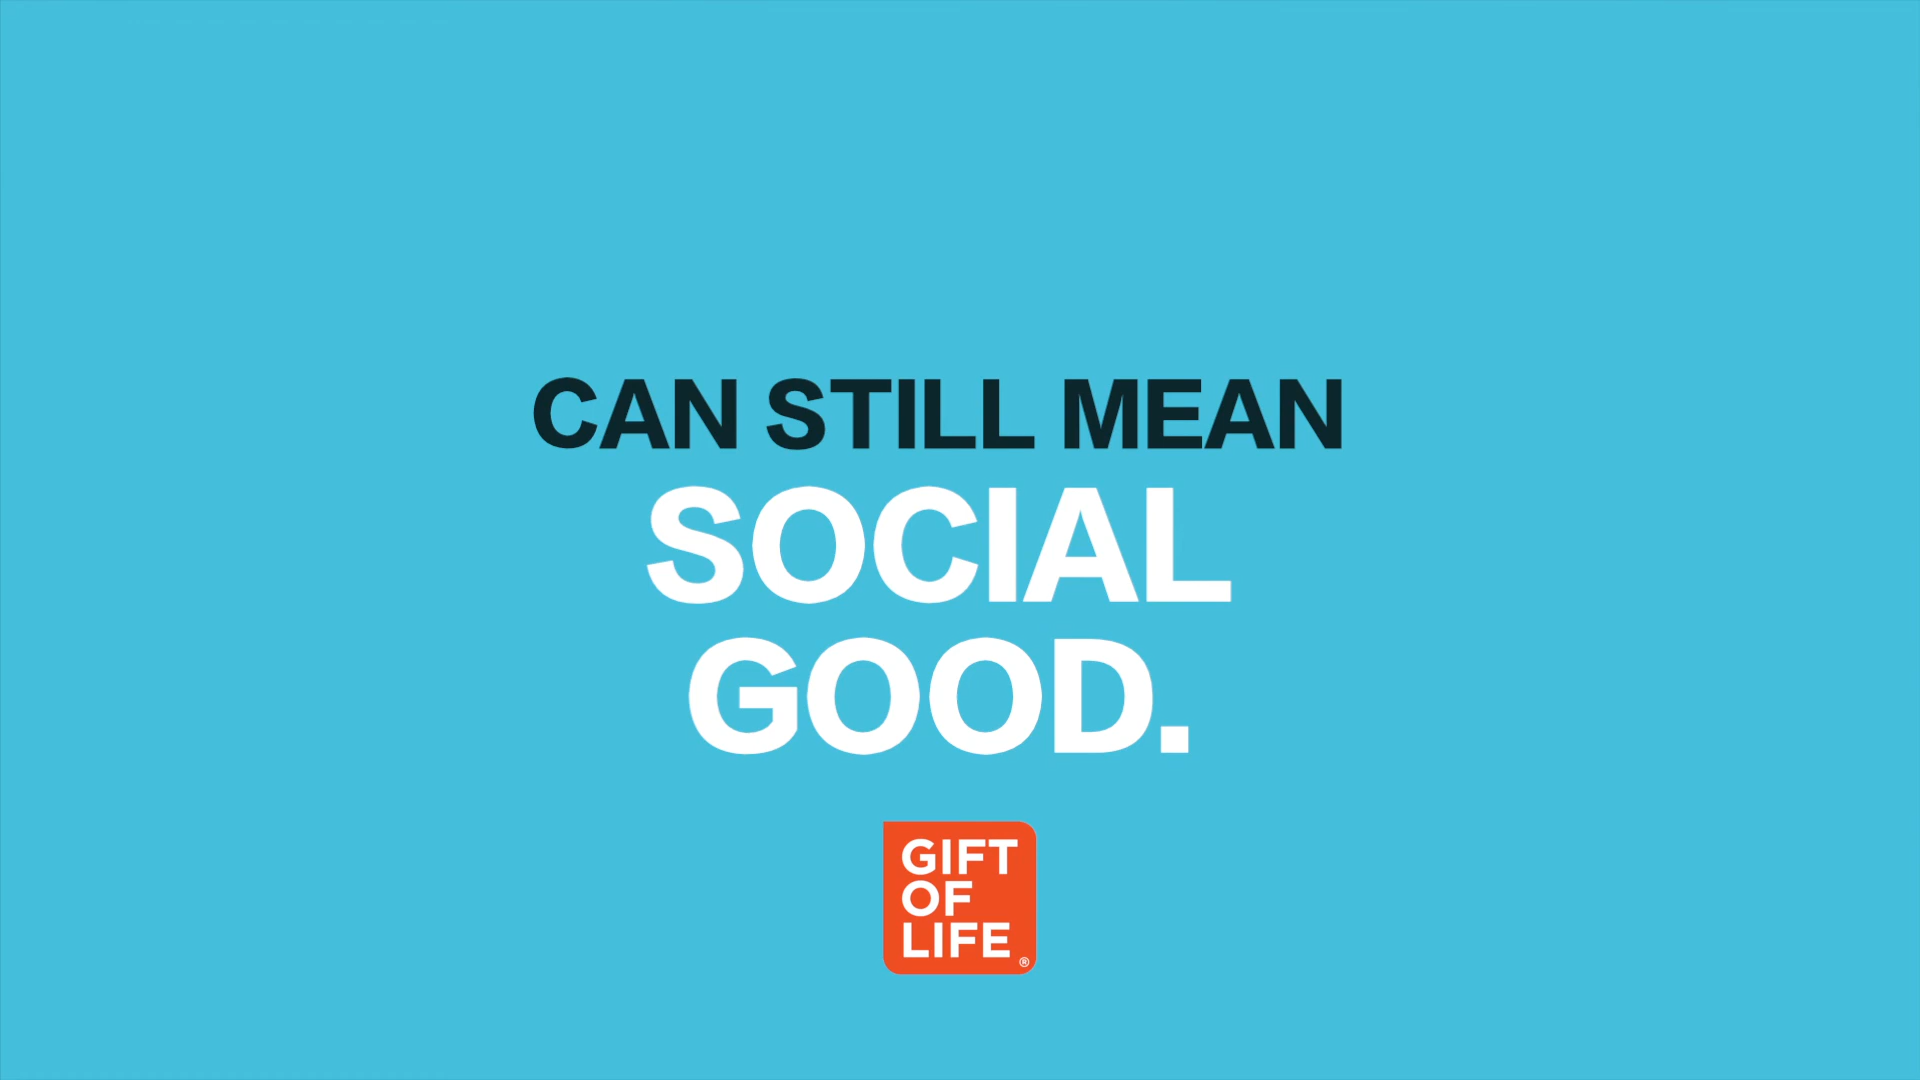 CAN STILL MEAN
SOCIAL
GOOD.
GIFT
OF
LIFE®